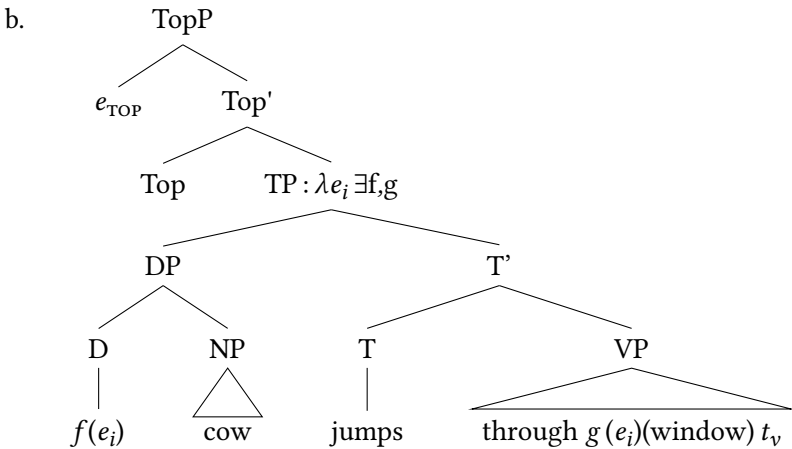 b. TopP
e_TOP Top'
Top TP : λe_i ∃f,g
DP T’
D NP T VP
f(e_i) cow jumps through g (e_i)(window) t_v